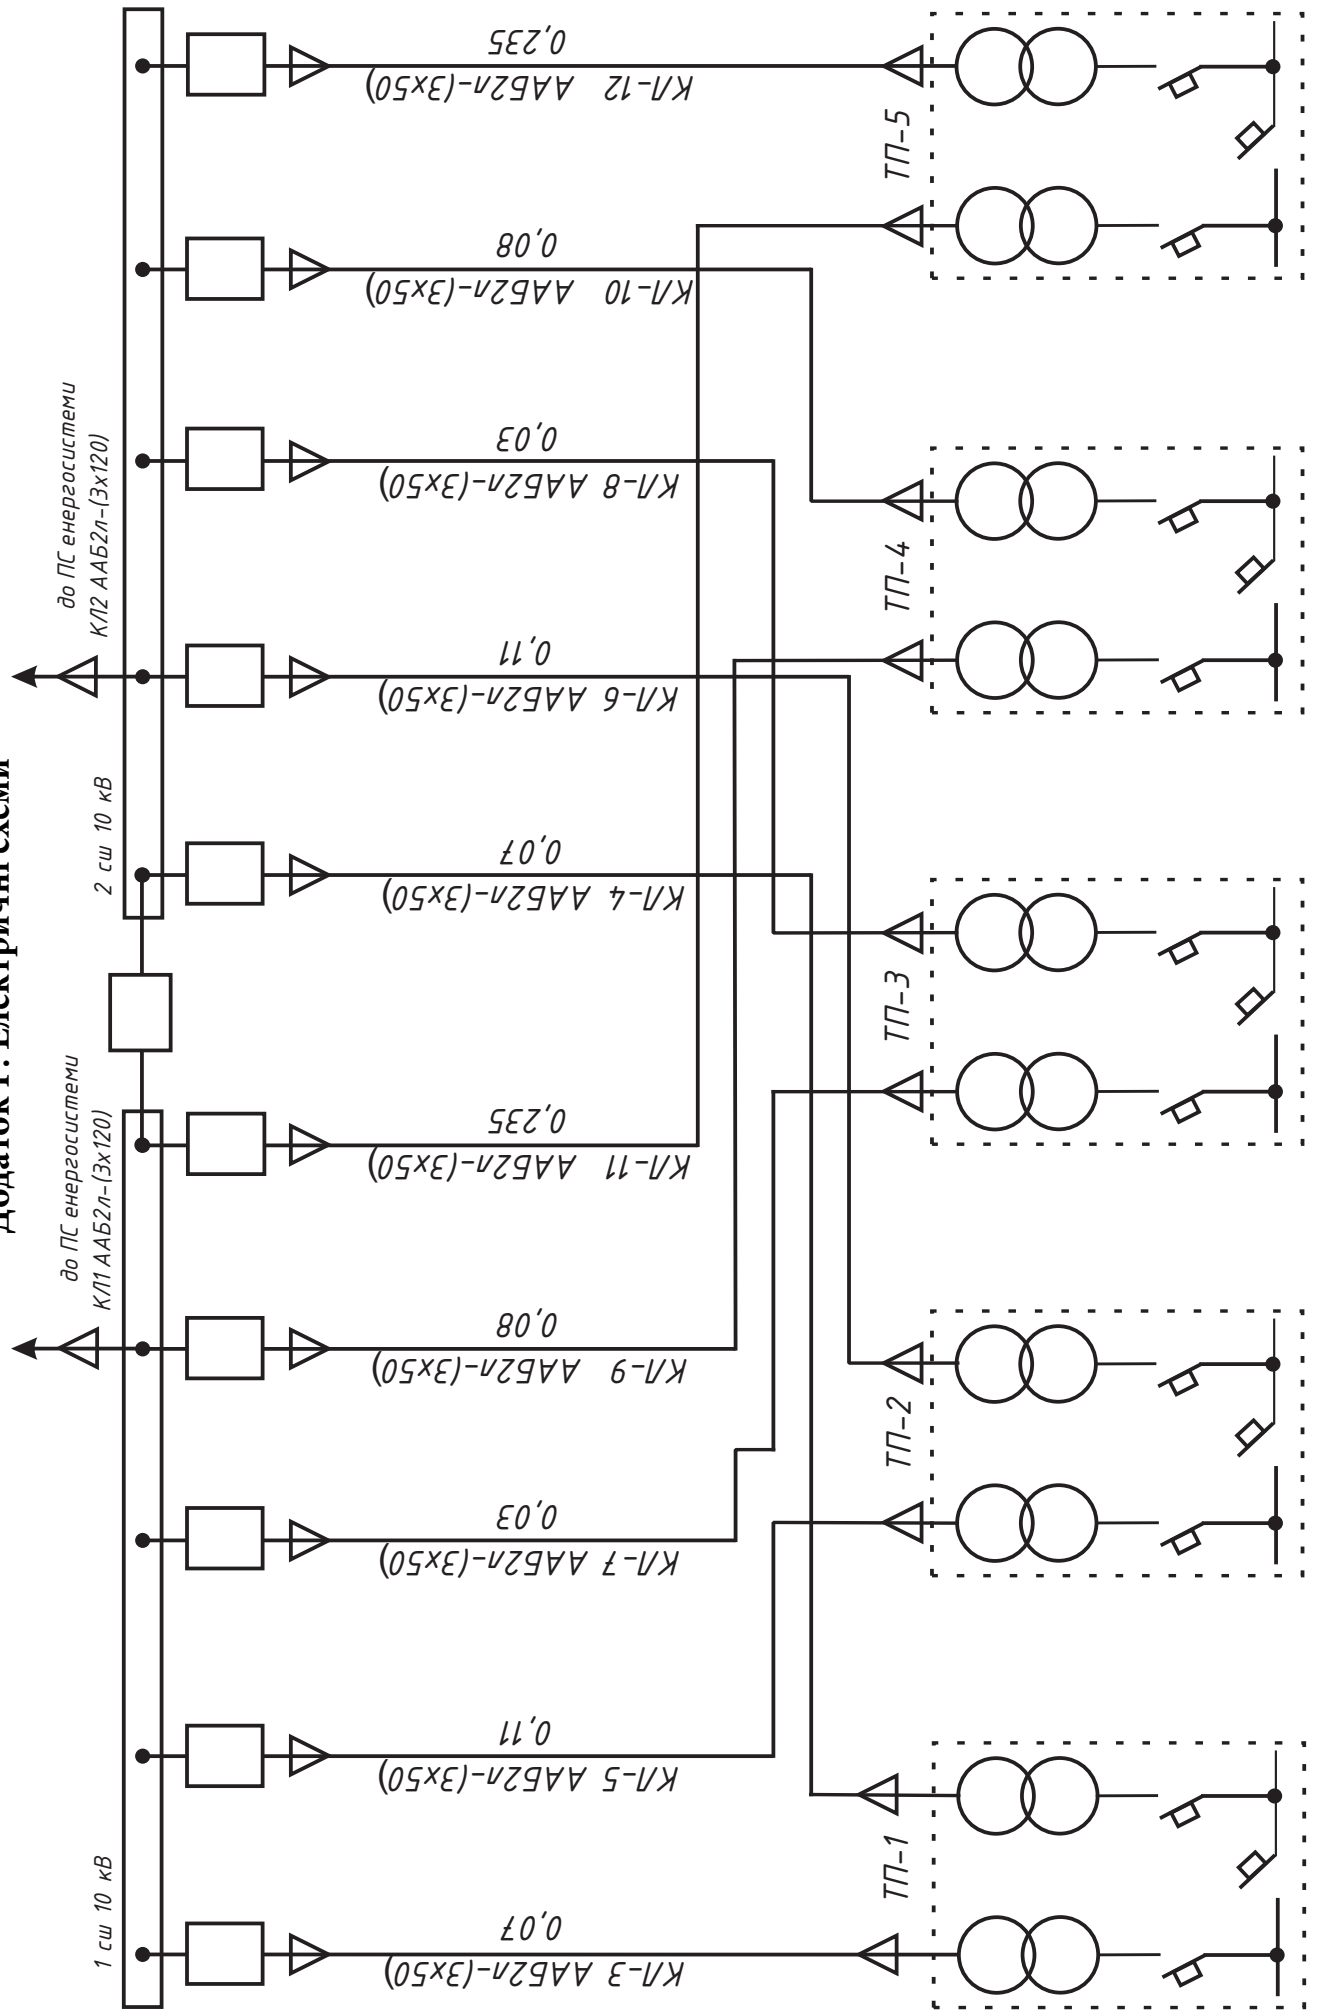 Додаток Г. Електричні схеми
до ПС енергосистеми
КЛ1 ААБ2л-(3х120)
до ПС енергосистеми
КЛ2 ААБ2л-(3х120)
1 сш 10 кВ
2 сш 10 кВ
КЛ-3 ААБ2л-(3х50)
0,07
КЛ-5 ААБ2л-(3х50)
0,11
КЛ-7 ААБ2л-(3х50)
0,03
КЛ-9 ААБ2л-(3х50)
0,08
КЛ-11 ААБ2л-(3х50)
0,235
КЛ-4 ААБ2л-(3х50)
0,07
КЛ-6 ААБ2л-(3х50)
0,11
КЛ-8 ААБ2л-(3х50)
0,03
КЛ-10 ААБ2л-(3х50)
0,08
КЛ-12 ААБ2л-(3х50)
0,235
ТП-1
ТП-2
ТП-3
ТП-4
ТП-5